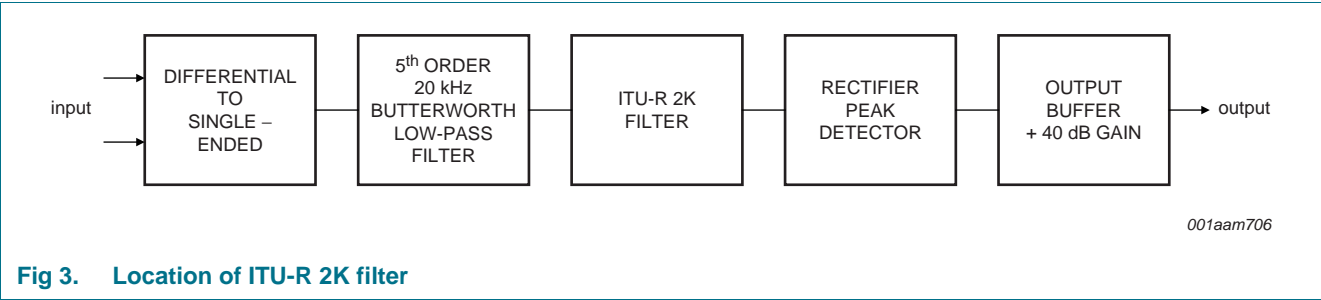 input
DIFFERENTIAL
TO
SINGLE –
ENDED
5th ORDER
20 kHz
BUTTERWORTH
LOW-PASS
FILTER
ITU-R 2K
FILTER
RECTIFIER
PEAK
DETECTOR
OUTPUT
BUFFER
+ 40 dB GAIN
output
001aam706
Fig 3. Location of ITU-R 2K filter